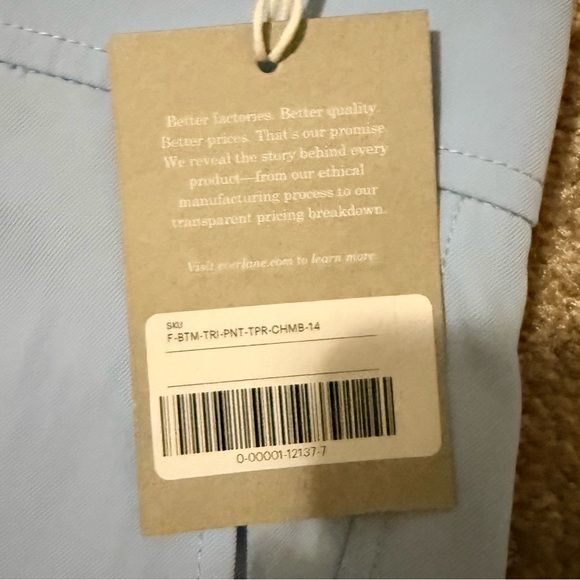 Better factories. Better quality
Better prices. That's our promise
We reveal the story behind every
product—from our ethical
manufacturing process to our
transparent pricing breakdown.
Visit everlane.com to learn more
SKU
F-BTM-TRI-PNT-TPR-CHMB-14
0-00001-12137-7